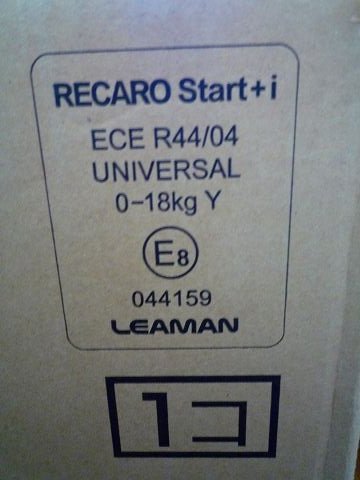 RECARO Start+i
ECE R44/04
UNIVERSAL
0-18kg Y
E8
044159
LEAMAN
1コ